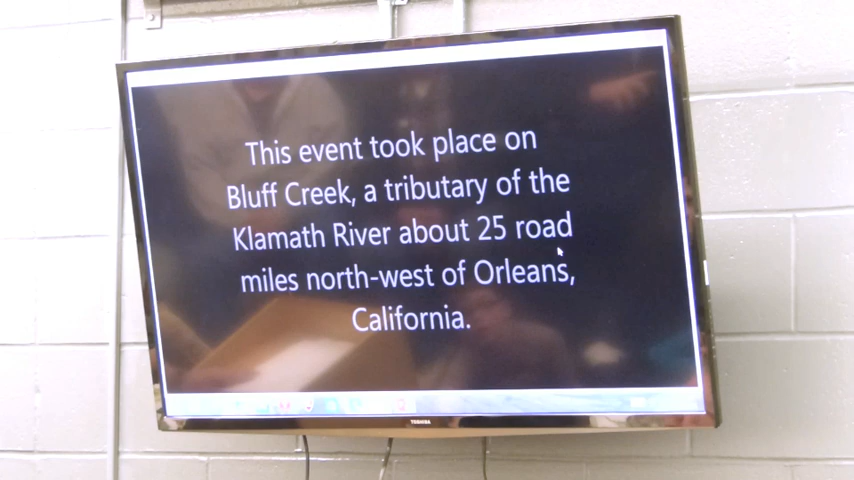 This event took place on
Bluff Creek, a tributary of the
Klamath River about 25 road
miles north-west of Orleans,
California.
TOSHIBA